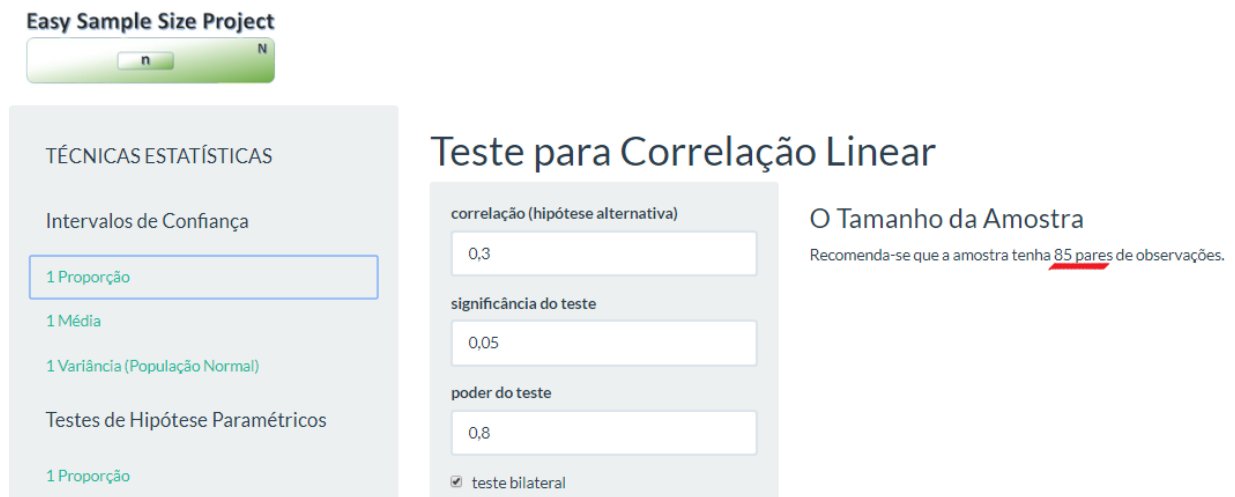 Easy Sample Size Project
N
n
TÉCNICAS ESTATÍSTICAS
Intervalos de Confiança
1 Proporção
1 Média
1 Variância (População Normal)
Testes de Hipótese Paramétricos
1 Proporção
Teste para Correlação Linear
correlação (hipótese alternativa)
0,3
significância do teste
0,05
poder do teste
0,8
teste bilateral
O Tamanho da Amostra
Recomenda-se que a amostra tenha 85 pares de observações.